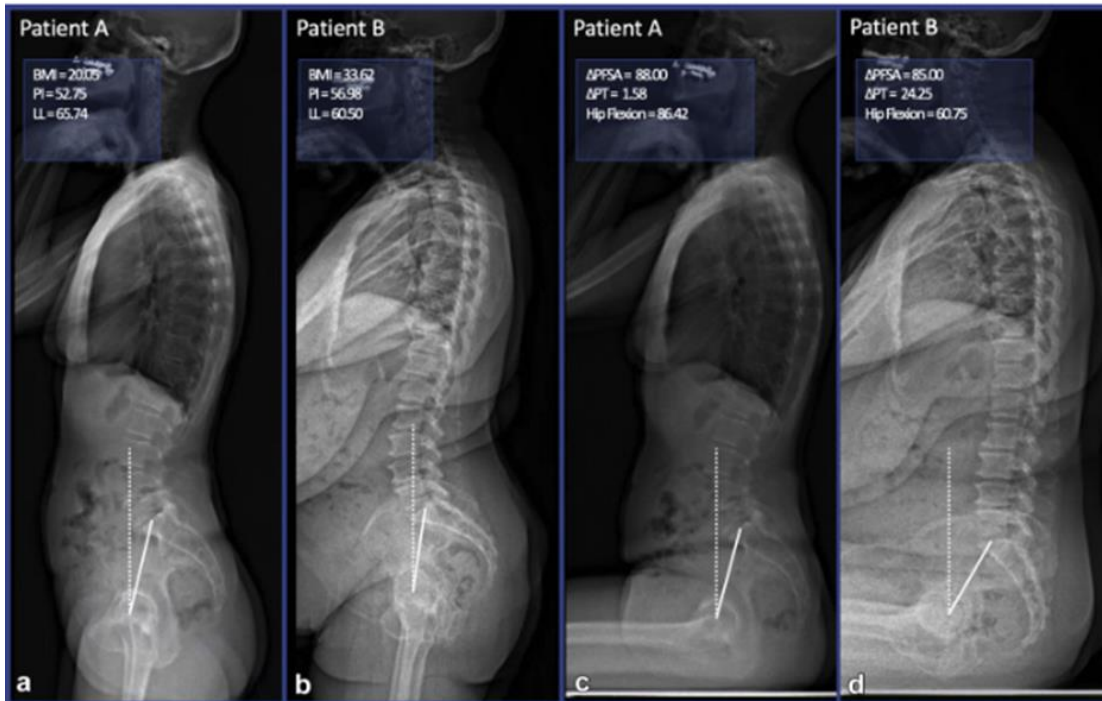 Patient A
BMI = 20.05
PI = 52.75
LL = 65.74
a
Patient B
BMI = 33.62
PI = 56.98
LL = 60.50
b
Patient A
ΔPFSA = 88.00
ΔPT = 1.58
Hip Flexion = 86.42
c
Patient B
ΔPFSA = 85.00
ΔPT = 24.25
Hip Flexion = 60.75
d